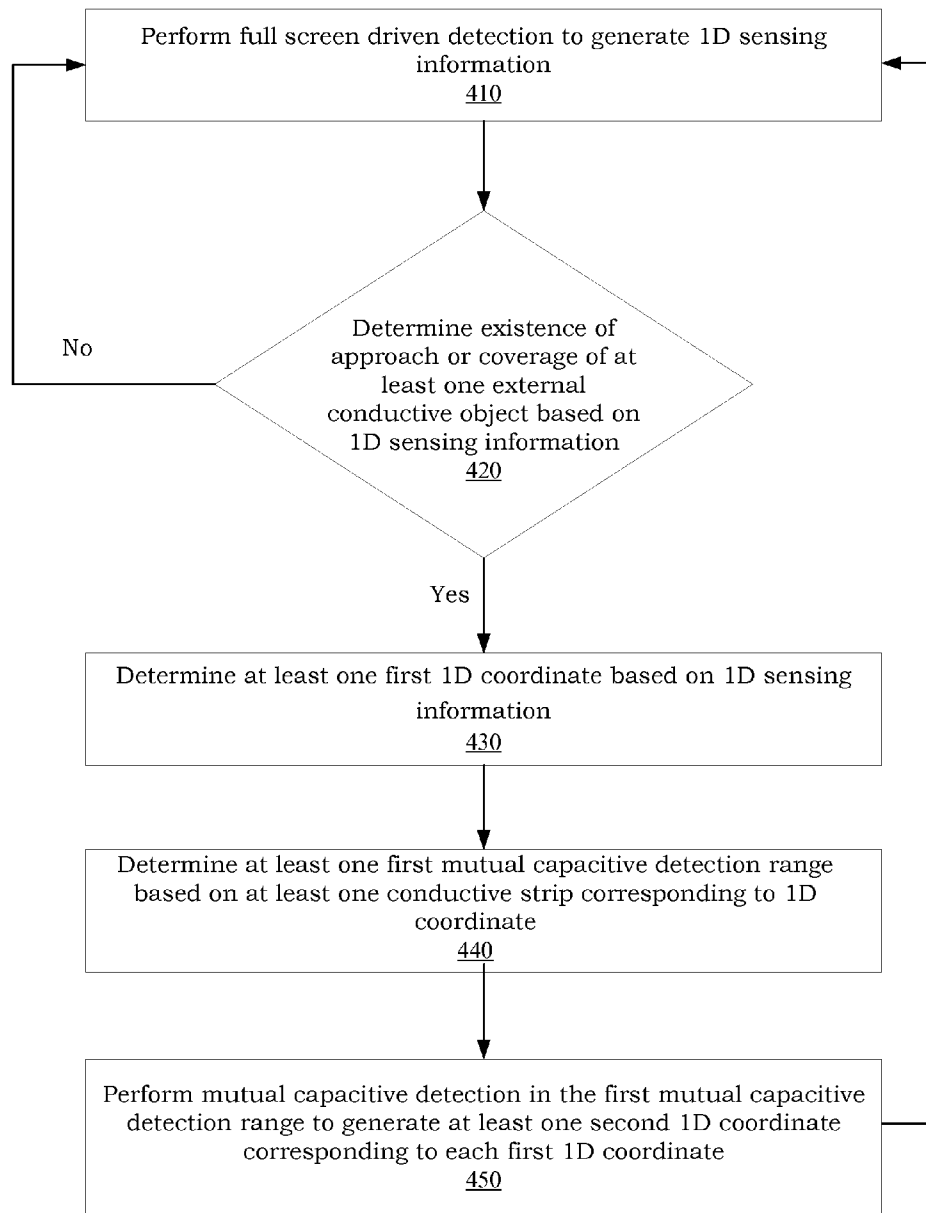 Perform full screen driven detection to generate 1D sensing
information
410
No
Determine existence of
approach or coverage of at
least one external
conductive object based on
1D sensing information
420
Yes
Determine at least one first 1D coordinate based on 1D sensing
information
430
Determine at least one first mutual capacitive detection range
based on at least one conductive strip corresponding to 1D
coordinate
440
Perform mutual capacitive detection in the first mutual capacitive
detection range to generate at least one second 1D coordinate
corresponding to each first 1D coordinate
450